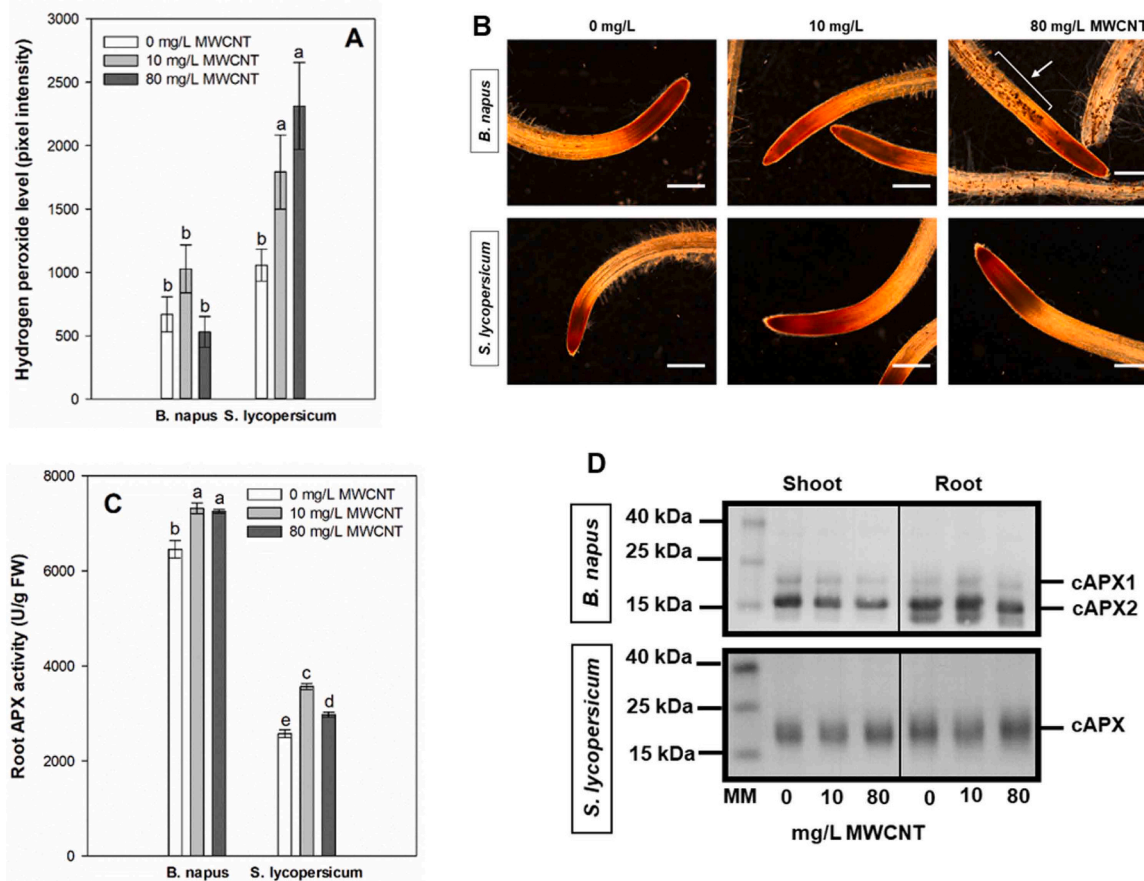 A
Hydrogen peroxide level (pixel intensity)
3000
2500
2000
1500
1000
500
0
0 mg/L MWCNT
10 mg/L MWCNT
80 mg/L MWCNT
b
b
b
b
a
a
B. napus
S. lycopersicum
B
0 mg/L
10 mg/L
80 mg/L MWCNT
B. napus
S. lycopersicum
C
Root APX activity (U/g FW)
8000
6000
4000
2000
0
0 mg/L MWCNT
10 mg/L MWCNT
80 mg/L MWCNT
b
a
a
e
c
d
B. napus
S. lycopersicum
D
Shoot
Root
B. napus
40 kDa
25 kDa
15 kDa
cAPX1
cAPX2
S. lycopersicum
40 kDa
25 kDa
15 kDa
cAPX
MM
0
10
80
0
10
80
mg/L MWCNT